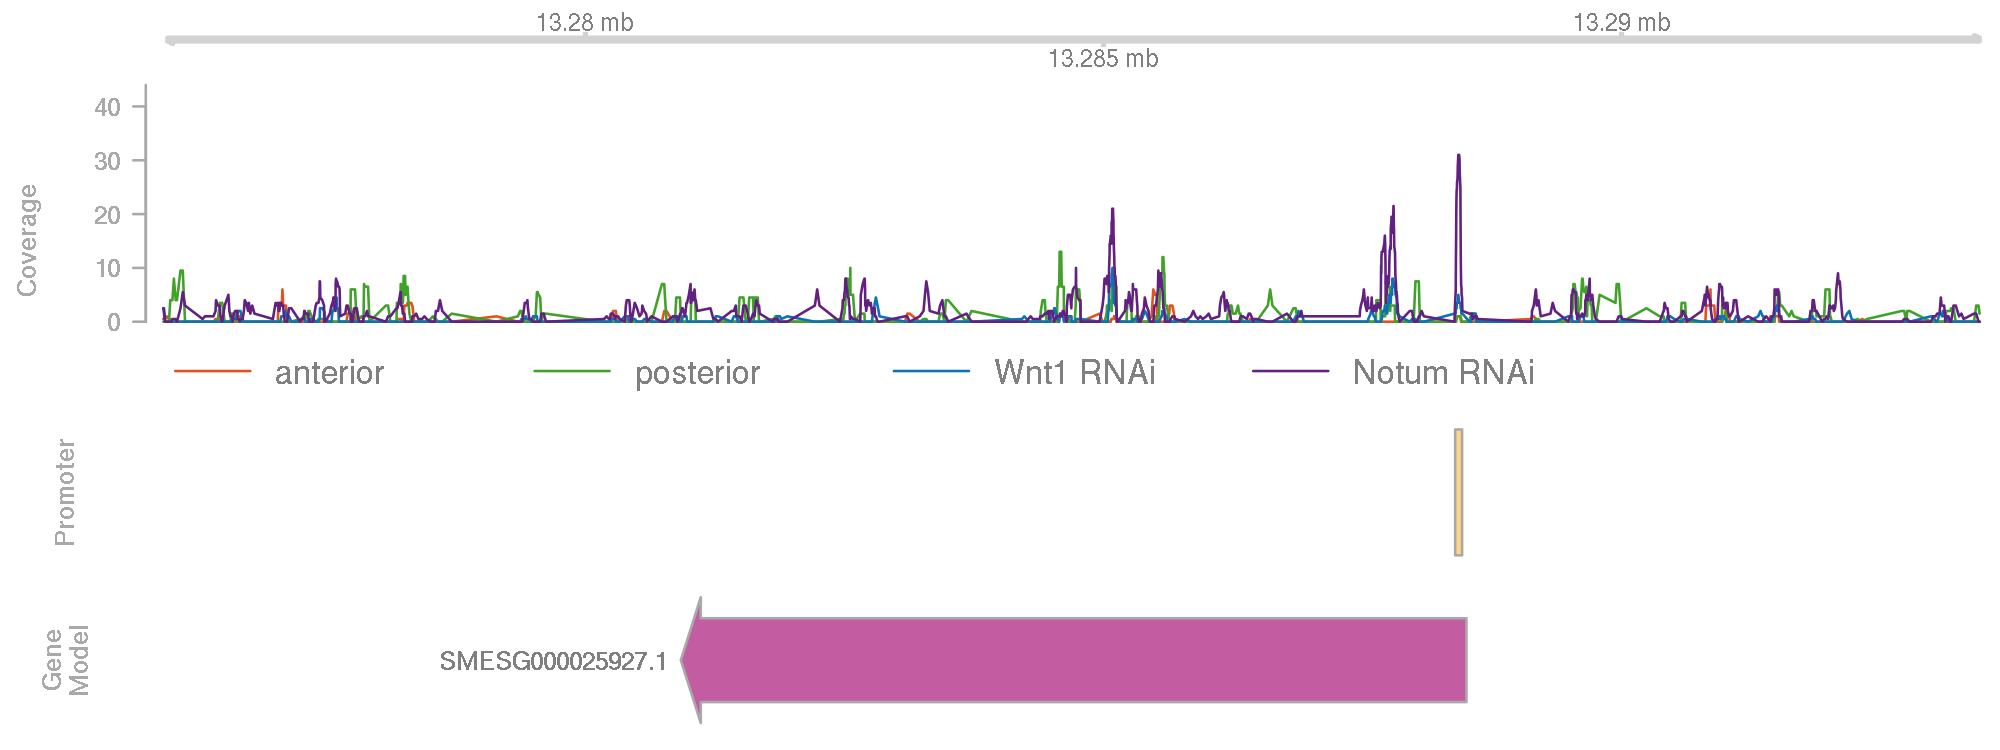 13.28 mb
13.29 mb
13.285 mb
Coverage
40
30
20
10
0
anterior posterior Wnt1 RNAi Notum RNAi
Promoter
Gene
Model
SMESG000025927.1